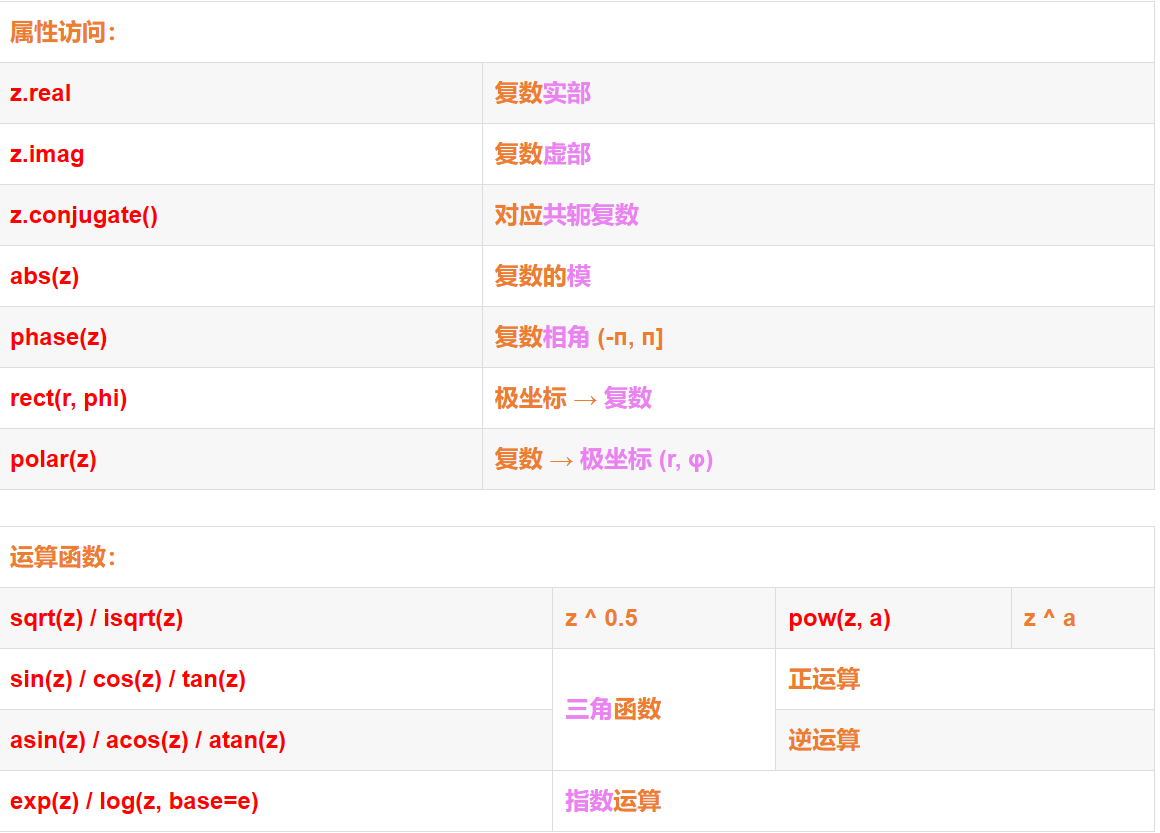 属性访问：
z.real 复数实部
z.imag 复数虚部
z.conjugate() 对应共轭复数
abs(z) 复数的模
phase(z) 复数相角 (-π, π]
rect(r, phi) 极坐标 → 复数
polar(z) 复数 → 极坐标 (r, φ)
运算函数：
sqrt(z) / isqrt(z) z ^ 0.5 pow(z, a) z ^ a
sin(z) / cos(z) / tan(z) 三角函数 正运算
asin(z) / acos(z) / atan(z) 逆运算
exp(z) / log(z, base=e) 指数运算